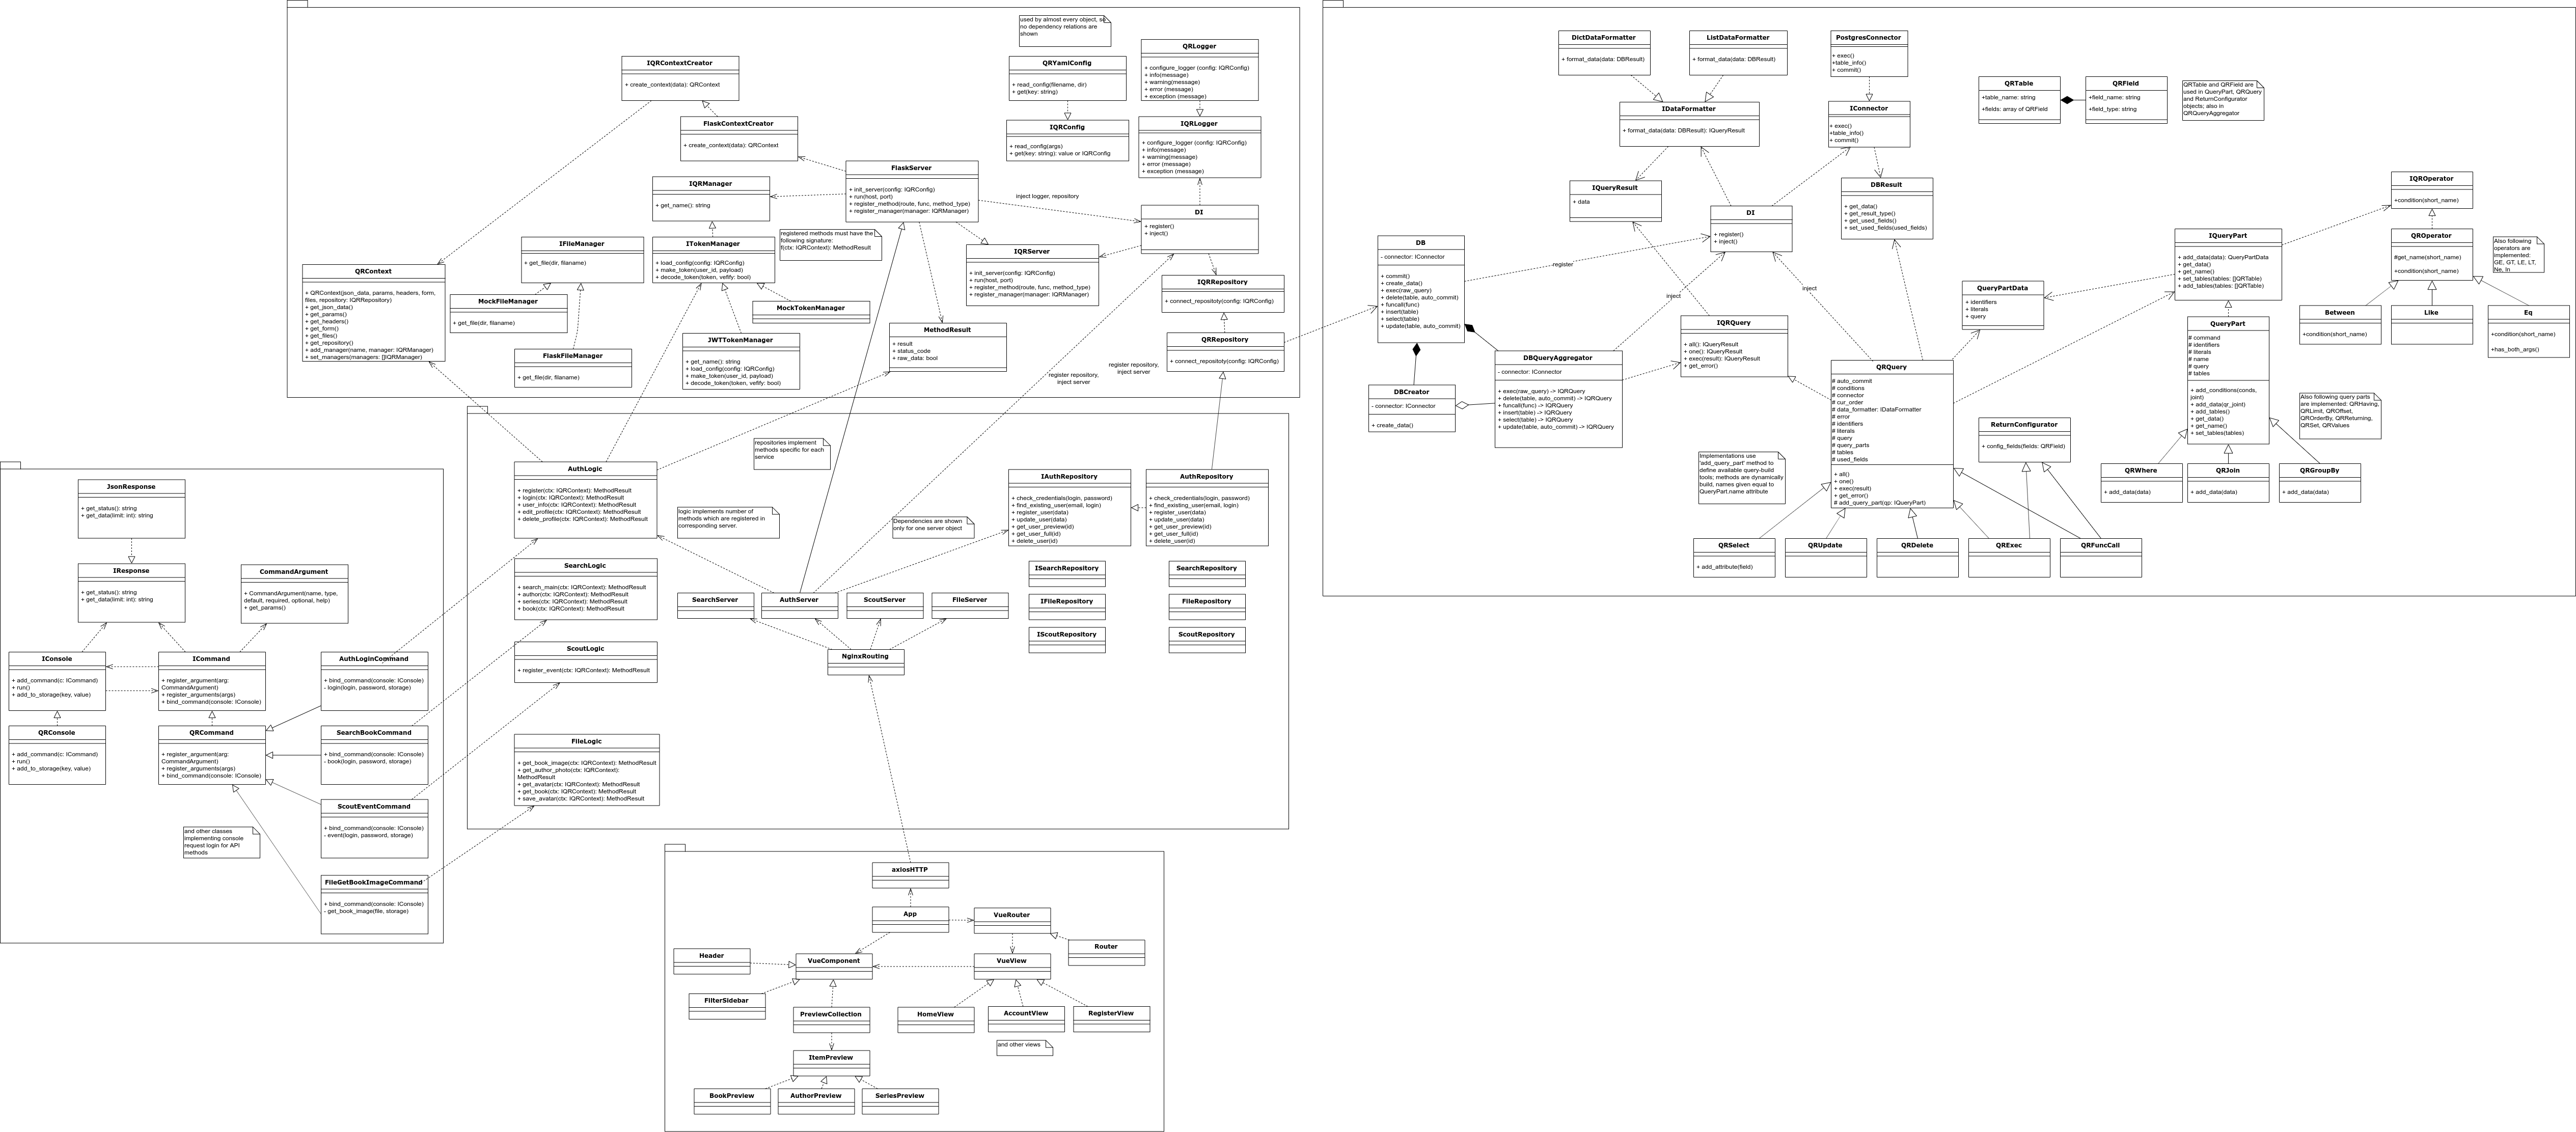 used by almost every object, so
no dependency relations are
shown
IQRContextCreator
+ create_context(data): QRContext
QRYamlConfig
+ read_config(filename, dir)
+ get(key: string)
QRLogger
+ configure_logger (config: IQRConfig)
+ info(message)
+ warning(message)
+ error (message)
+ exception (message)
FlaskContextCreator
+ create_context(data): QRContext
IQRConfig
+ read_config(args)
+ get(key: string): value or IQRConfig
IQRLogger
+ configure_logger (config: IQRConfig)
+ info(message)
+ warning(message)
+ error (message)
+ exception (message)
FlaskServer
+ init_server(config: IQRConfig)
+ run(host, port)
+ register_method(route, func, method_type)
+ register_manager(manager: IQRManager)
IQRManager
+ get_name(): string
inject logger, repository
DI
+ register()
+ inject()
registered methods must have the
following signature:
f(ctx: IQRContext): MethodResult
IFileManager
+ get_file(dir, filaname)
ITokenManager
+ load_config(config: IQRConfig)
+ make_token(user_id, payload)
+ decode_token(token, vefify: bool)
IQRServer
+ init_server(config: IQRConfig)
+ run(host, port)
+ register_method(route, func, method_type)
+ register_manager(manager: IQRManager)
QRContext
+ QRContext(json_data, params, headers, form,
files, repository: IQRRepository)
+ get_json_data()
+ get_params()
+ get_headers()
+ get_form()
+ get_files()
+ get_repository()
+ add_manager(name, manager: IQRManager)
+ set_managers(managers: []IQRManager)
IQRRepository
+ connect_repositoty(config: IQRConfig)
MockFileManager
+ get_file(dir, filaname)
MockTokenManager
MethodResult
+ result
+ status_code
+ raw_data: bool
JWTTokenManager
+ get_name(): string
+ load_config(config: IQRConfig)
+ make_token(user_id, payload)
+ decode_token(token, vefify: bool)
QRRepository
+ connect_repositoty(config: IQRConfig)
FlaskFileManager
+ get_file(dir, filaname)
register repository,
inject server
register repository,
inject server
repositories implement
methods specific for each
service
AuthLogic
+ register(ctx: IQRContext): MethodResult
+ login(ctx: IQRContext): MethodResult
+ user_info(ctx: IQRContext): MethodResult
+ edit_profile(ctx: IQRContext): MethodResult
+ delete_profile(ctx: IQRContext): MethodResult
IAuthRepository
+ check_credentials(login, password)
+ find_existing_user(email, login)
+ register_user(data)
+ update_user(data)
+ get_user_preview(id)
+ get_user_full(id)
+ delete_user(id)
AuthRepository
+ check_credentials(login, password)
+ find_existing_user(email, login)
+ register_user(data)
+ update_user(data)
+ get_user_preview(id)
+ get_user_full(id)
+ delete_user(id)
logic implements number of
methods which are registered in
corresponding server.
Dependencies are shown
only for one server object
SearchLogic
+ search_main(ctx: IQRContext): MethodResult
+ author(ctx: IQRContext): MethodResult
+ series(ctx: IQRContext): MethodResult
+ book(ctx: IQRContext): MethodResult
ISearchRepository
SearchRepository
SearchServer
AuthServer
ScoutServer
FileServer
IFileRepository
FileRepository
IScoutRepository
ScoutRepository
ScoutLogic
+ register_event(ctx: IQRContext): MethodResult
NginxRouting
FileLogic
+ get_book_image(ctx: IQRContext): MethodResult
+ get_author_photo(ctx: IQRContext):
MethodResult
+ get_avatar(ctx: IQRContext): MethodResult
+ get_book(ctx: IQRContext): MethodResult
+ save_avatar(ctx: IQRContext): MethodResult
JsonResponse
+ get_status(): string
+ get_data(limit: int): string
IResponse
+ get_status(): string
+ get_data(limit: int): string
CommandArgument
+ CommandArgument(name, type,
default, required, optional, help)
+ get_params()
IConsole
+ add_command(c: ICommand)
+ run()
+ add_to_storage(key, value)
ICommand
+ register_argument(arg:
CommandArgument)
+ register_arguments(args)
+ bind_command(console: IConsole)
AuthLoginCommand
+ bind_command(console: IConsole)
- login(login, password, storage)
QRConsole
+ add_command(c: ICommand)
+ run()
+ add_to_storage(key, value)
QRCommand
+ register_argument(arg:
CommandArgument)
+ register_arguments(args)
+ bind_command(console: IConsole)
SearchBookCommand
+ bind_command(console: IConsole)
- book(login, password, storage)
ScoutEventCommand
+ bind_command(console: IConsole)
- event(login, password, storage)
and other classes
implementing console
request login for API
methods
FileGetBookImageCommand
+ bind_command(console: IConsole)
- get_book_image(file, storage)
axiosHTTP
App
VueRouter
Router
Header
VueComponent
VueView
FilterSidebar
PreviewCollection
HomeView
AccountView
RegisterView
and other views
ItemPreview
BookPreview
AuthorPreview
SeriesPreview
DictDataFormatter
+ format_data(data: DBResult)
ListDataFormatter
+ format_data(data: DBResult)
PostgresConnector
+ exec()
+table_info()
+ commit()
QRTable
+table_name: string
+fields: array of QRField
QRField
+field_name: string
+field_type: string
QRTable and QRField are
used in QueryPart, QRQuery
and ReturnConfigurator
objects; also in
QRQueryAggregator
IDataFormatter
+ format_data(data: DBResult): IQueryResult
IConnector
+ exec()
+table_info()
+ commit()
IQueryResult
+ data
DBResult
+ get_data()
+ get_result_type()
+ get_used_fields()
+ set_used_fields(used_fields)
IQROperator
+condition(short_name)
DI
+ register()
+ inject()
DB
- connector: IConnector
+ commit()
+ create_data()
+ exec(raw_query)
+ delete(table, auto_commit)
+ funcall(func)
+ insert(table)
+ select(table)
+ update(table, auto_commit)
register
IQueryPart
+ add_data(data): QueryPartData
+ get_data()
+ get_name()
+ set_tables(tables: []QRTable)
+ add_tables(tables: []QRTable)
QROperator
#get_name(short_name)
+condition(short_name)
Also following
operators are
implemented:
GE, GT, LE, LT,
Ne, In
inject
inject
QueryPartData
+ identifiers
+ literals
+ query
Between
+condition(short_name)
Like
Eq
+condition(short_name)
+has_both_args()
IQRQuery
+ all(): IQueryResult
+ one(): IQueryResult
+ exec(result): IQueryResult
+ get_error()
QueryPart
# command
# identifiers
# literals
# name
# query
# tables
+ add_conditions(conds,
joint)
+ add_data(qr_joint)
+ add_tables()
+ get_data()
+ get_name()
+ set_tables(tables)
DBQueryAggregator
- connector: IConnector
+ exec(raw_query) -> IQRQuery
+ delete(table, auto_commit) -> IQRQuery
+ funcall(func) -> IQRQuery
+ insert(table) -> IQRQuery
+ select(table) -> IQRQuery
+ update(table, auto_commit) -> IQRQuery
DBCreator
- connector: IConnector
+ create_data()
QRQuery
# auto_commit
# conditions
# connector
# cur_order
# data_formatter: IDataFormatter
# error
# identifiers
# literals
# query
# query_parts
# tables
# used_fields
+ all()
+ one()
+ exec(result)
+ get_error()
# add_query_part(qp: IQueryPart)
Also following query parts
are implemented: QRHaving,
QRLimit, QROffset,
QROrderBy, QRReturning,
QRSet, QRValues
ReturnConfigurator
+ config_fields(fields: QRField)
Implementations use
'add_query_part' method to
define available query-build
tools; methods are dynamically
build, names given equal to
QueryPart.name attribute
QRWhere
+ add_data(data)
QRJoin
+ add_data(data)
QRGroupBy
+ add_data(data)
QRSelect
+ add_attribute(field)
QRUpdate
QRDelete
QRExec
QRFuncCall